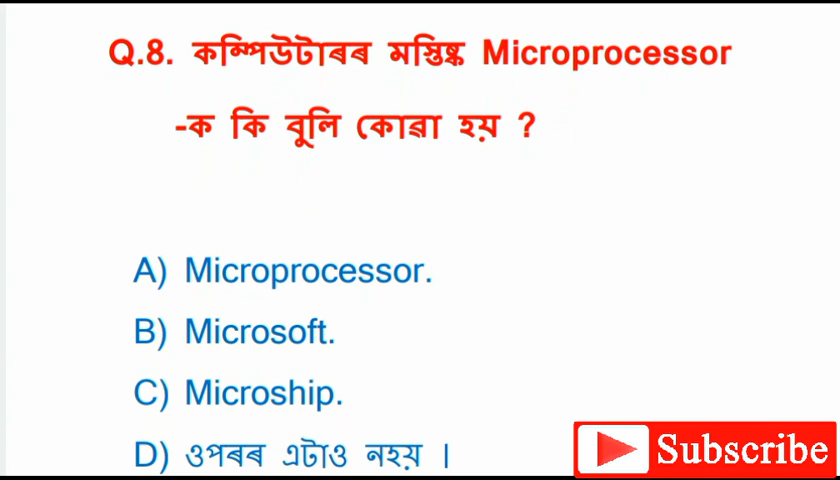 Q.8. কম্পিউটাৰৰ মস্তিষ্ক Microprocessor
-ক কি বুলি কোৱা হয় ?
A) Microprocessor.
B) Microsoft.
C) Microship.
D) ওপৰৰ এটাও নহয় ।
Subscribe